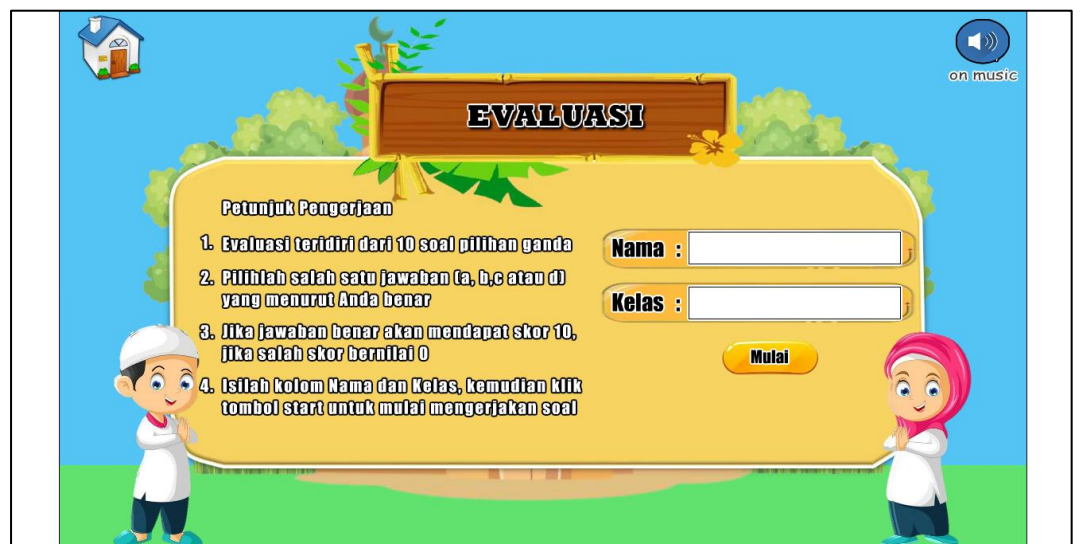 on music
EVALUASI
Petunjuk Pengerjaan
1. Evaluasi teridiri dari 10 soal pilihan ganda
2. Pilihlah salah satu jawaban (a, b,c atau d)
yang menurut Anda benar
3. Jika jawaban benar akan mendapat skor 10,
jika salah skor bernilai 0
4. Isilah kolom Nama dan Kelas, kemudian klik
tombol start untuk mulai mengerjakan soal
Nama :
Kelas :
Mulai